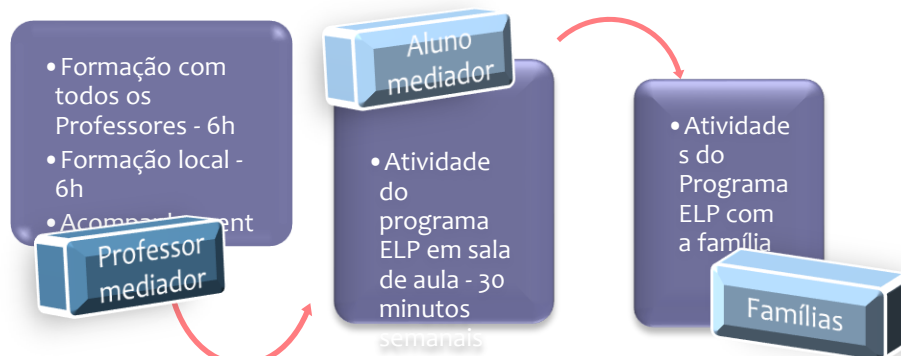 •Formação com
todos os
Professores - 6h
•Formação local -
6h
Professor
mediador
Aluno
mediador
•Atividade
do
programa
ELP em sala
de aula - 30
minutos
semanais
•Atividade
s do
Programa
ELP com
a família
Famílias